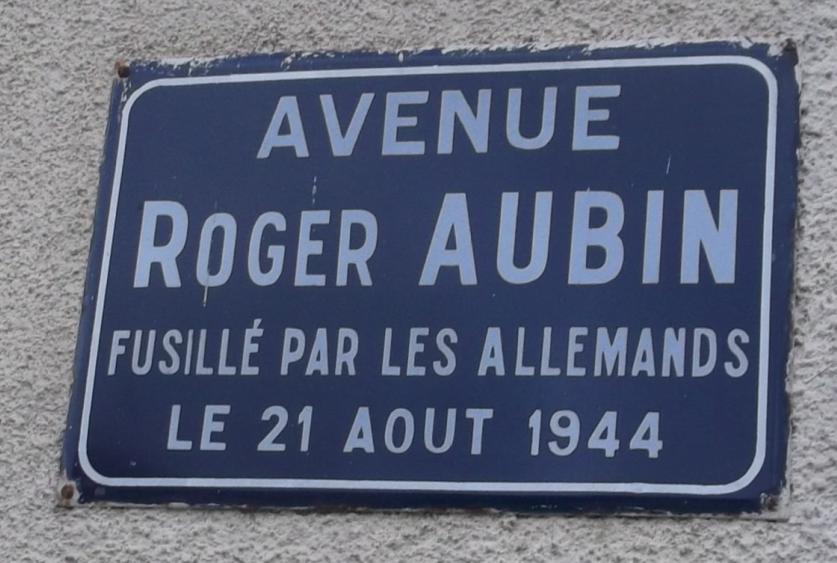 AVENUE
ROGER AUBIN
FUSILLÉ PAR LES ALLEMANDS
LE 21 AOUT 1944